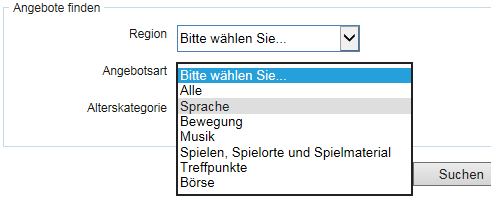 Angebote finden
Region
Bitte wählen Sie...
Angebotsart
Bitte wählen Sie...
Alle
Alterskategorie
Sprache
Bewegung
Musik
Spielen, Spielorte und Spielmaterial
Treffpunkte
Börse
Suchen